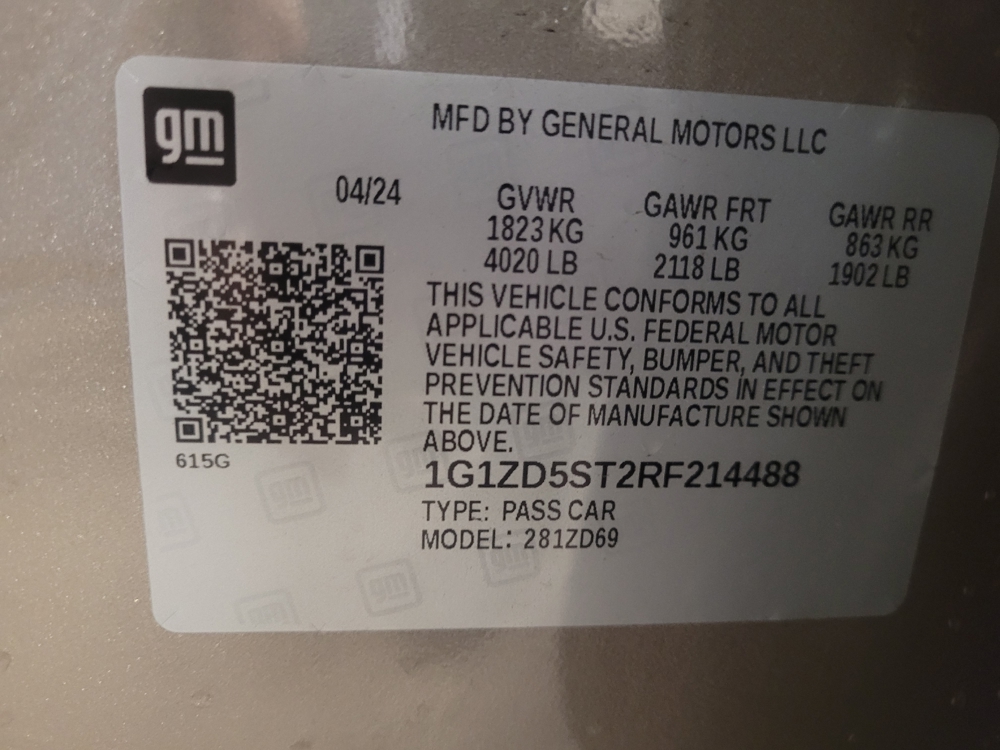 gm
MFD BY GENERAL MOTORS LLC
04/24
GVWR
1823 KG
4020 LB
GAWR FRT
961 KG
2118 LB
GAWR RR
863 KG
1902 LB
THIS VEHICLE CONFORMS TO ALL
APPLICABLE U.S. FEDERAL MOTOR
VEHICLE SAFETY, BUMPER, AND THEFT
PREVENTION STANDARDS IN EFFECT ON
THE DATE OF MANUFACTURE SHOWN
ABOVE.
615G
1G1ZD5ST2RF214488
TYPE: PASS CAR
MODEL: 281ZD69